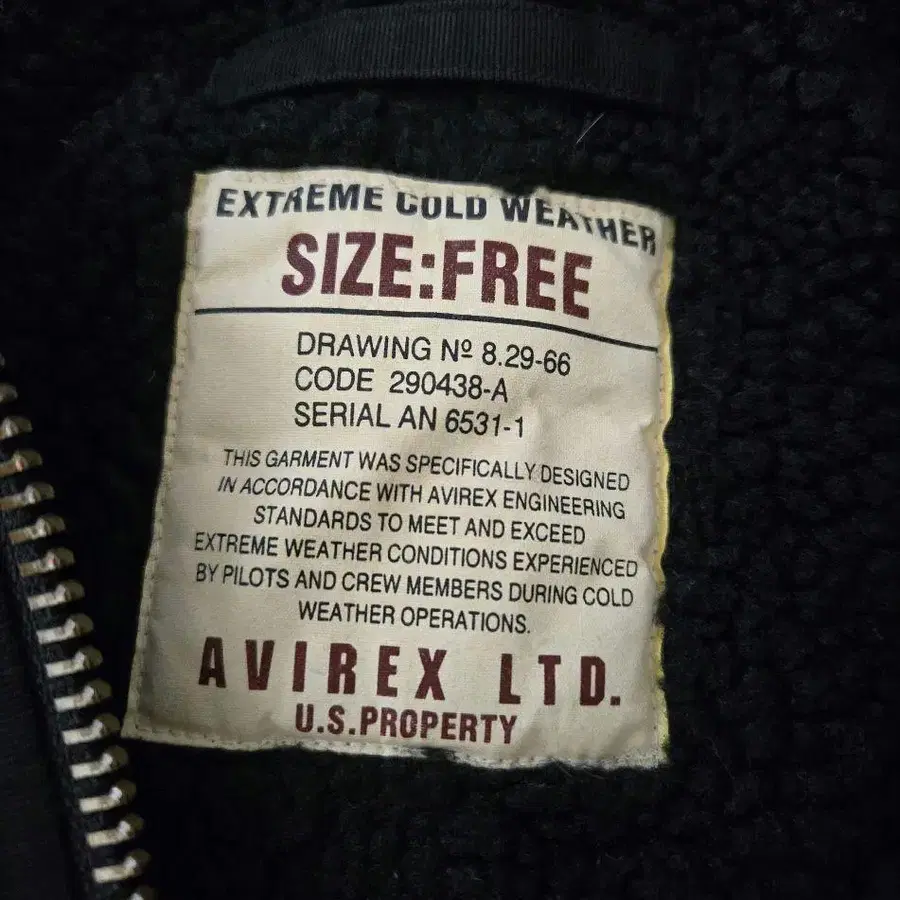 EXTREME COLD WEATHER
SIZE:FREE
DRAWING Nº 8.29-66
CODE 290438-A
SERIAL AN 6531-1
THIS GARMENT WAS SPECIFICALLY DESIGNED
IN ACCORDANCE WITH AVIREX ENGINEERING
STANDARDS TO MEET AND EXCEED
EXTREME WEATHER CONDITIONS EXPERIENCED
BY PILOTS AND CREW MEMBERS DURING COLD
WEATHER OPERATIONS.
AVIREX LTD.
U.S.PROPERTY